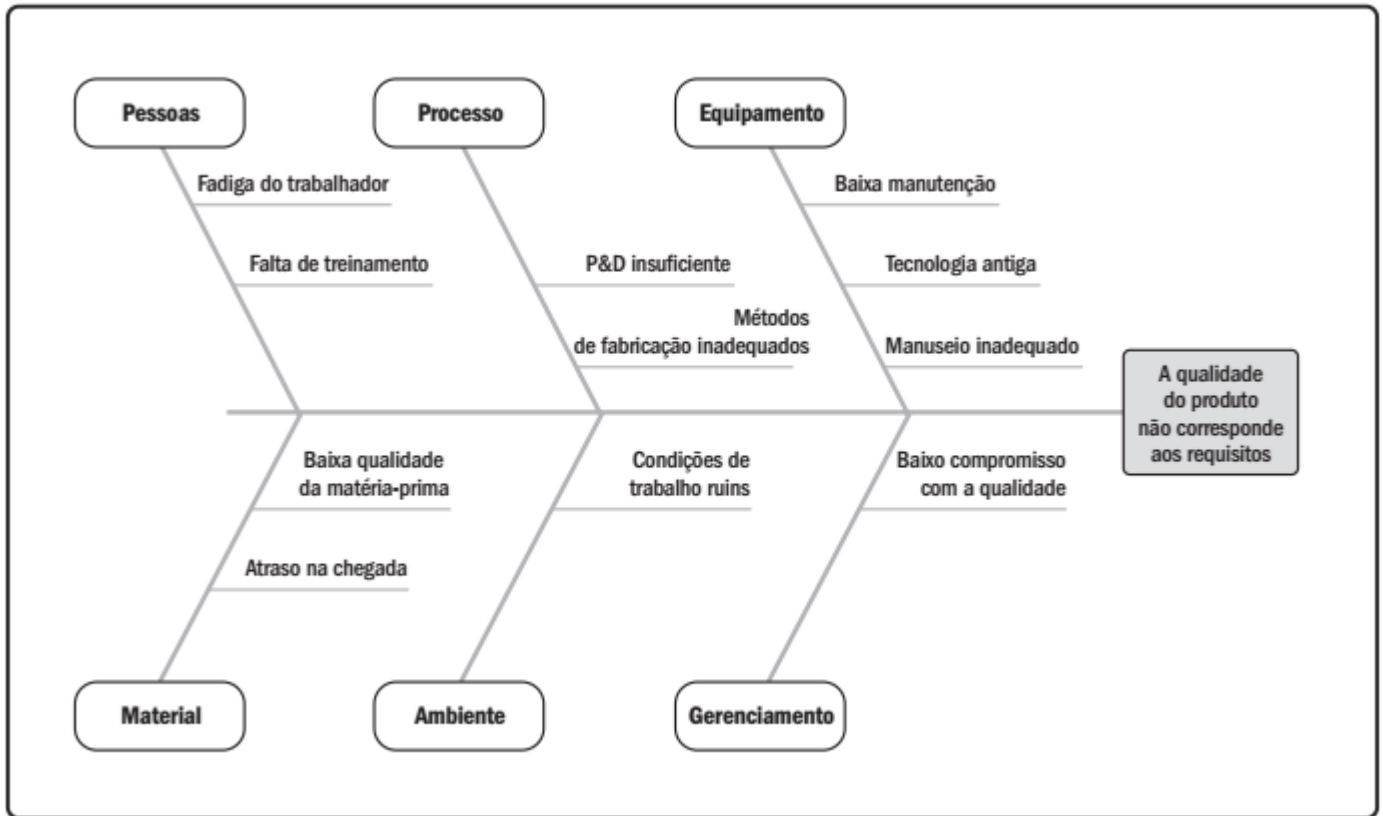 Pessoas
Processo
Equipamento
Fadiga do trabalhador
Baixa manutenção
Falta de treinamento
P&D insuficiente
Tecnologia antiga
Métodos
de fabricação inadequados
Manuseio inadequado
A qualidade
do produto
não corresponde
aos requisitos
Baixa qualidade
da matéria-prima
Condições de
trabalho ruins
Baixo compromisso
com a qualidade
Atraso na chegada
Material
Ambiente
Gerenciamento